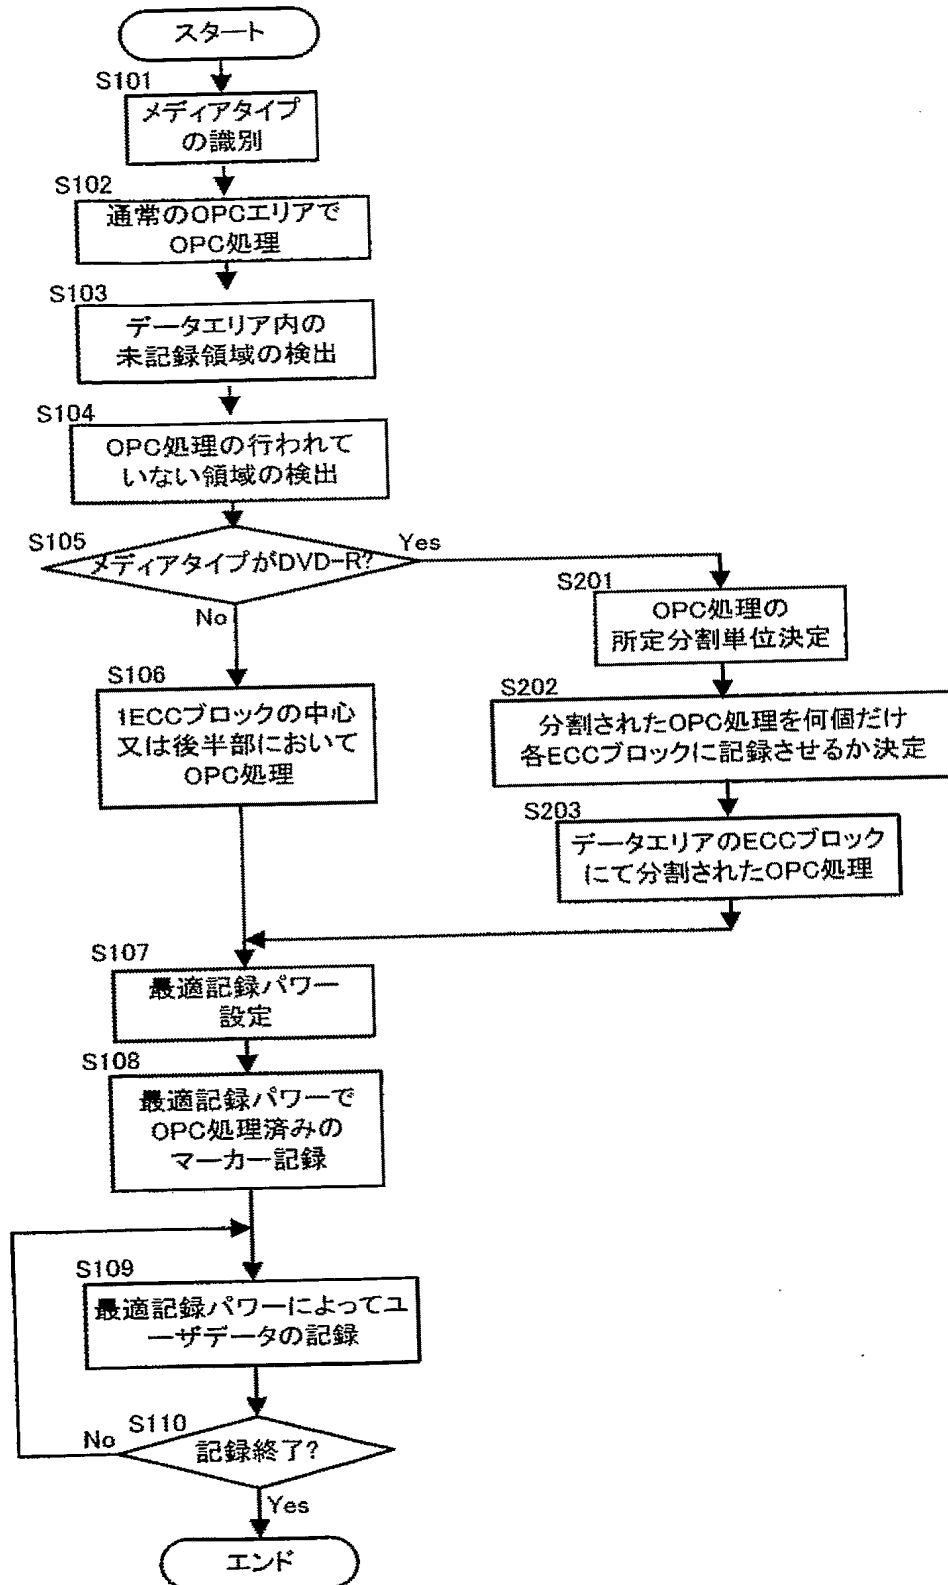 スタート
S101
メディアタイプ
の識別
S102
通常のOPCエリアで
OPC処理
S103
データエリア内の
未記録領域の検出
S104
OPC処理の行われて
いない領域の検出
S105
メディアタイプがDVD-R?
Yes
No
S201
OPC処理の
所定分割単位決定
S202
分割されたOPC処理を何個だけ
各ECCブロックに記録させるか決定
S203
データエリアのECCブロック
にて分割されたOPC処理
S106
1ECCブロックの中心
又は後半部において
OPC処理
S107
最適記録パワー
設定
S108
最適記録パワーで
OPC処理済みの
マーカー記録
S109
最適記録パワーによってユ
ーザデータの記録
S110
記録終了?
No
Yes
エンド